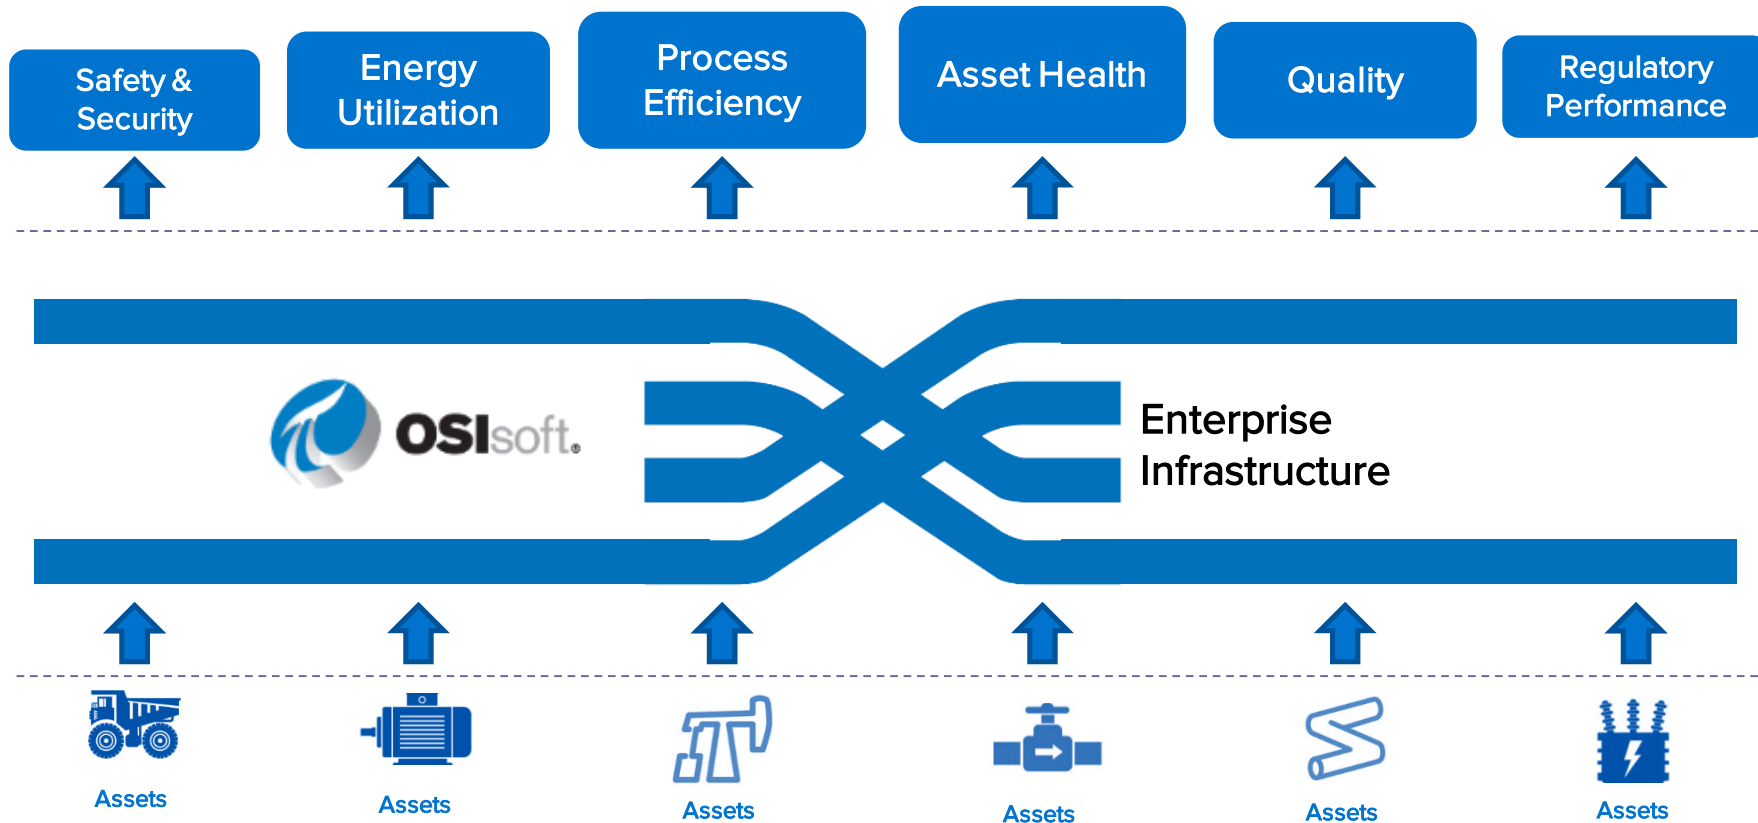 Safety &
Security
Energy
Utilization
Process
Efficiency
Asset Health
Quality
Regulatory
Performance
OSIsoft®
Enterprise
Infrastructure
Assets
Assets
Assets
Assets
Assets
Assets